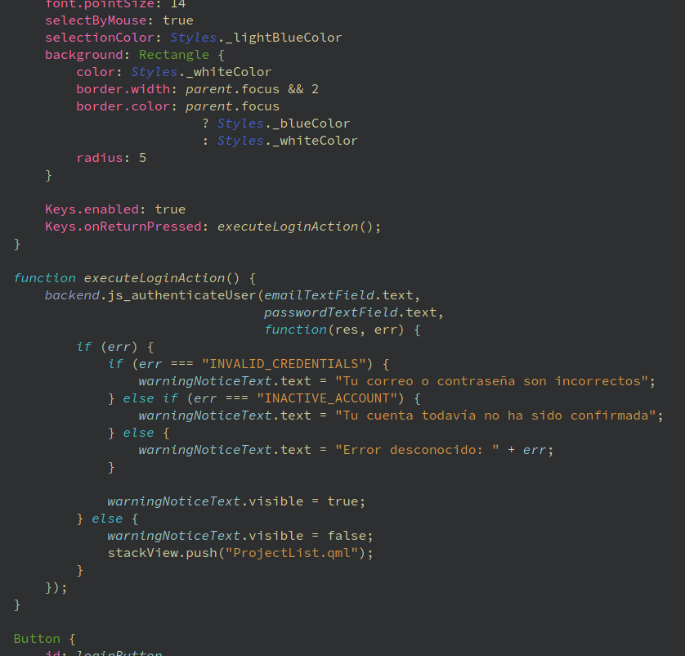 font.pointSize: 14
selectByMouse: true
selectionColor: Styles._lightBlueColor
background: Rectangle {
color: Styles._whiteColor
border.width: parent.focus && 2
border.color: parent.focus
? Styles._blueColor
: Styles._whiteColor
radius: 5
}
Keys.enabled: true
Keys.onReturnPressed: executeLoginAction();
}
function executeLoginAction() {
backend.js_authenticateUser(emailTextField.text,
passwordTextField.text,
function(res, err) {
if (err) {
if (err === "INVALID_CREDENTIALS") {
warningNoticeText.text = "Tu correo o contraseña son incorrectos";
} else if (err === "INACTIVE_ACCOUNT") {
warningNoticeText.text = "Tu cuenta todavía no ha sido confirmada";
} else {
warningNoticeText.text = "Error desconocido: " + err;
}
warningNoticeText.visible = true;
} else {
warningNoticeText.visible = false;
stackView.push("ProjectList.qml");
}
});
}
Button {
id: loginButton